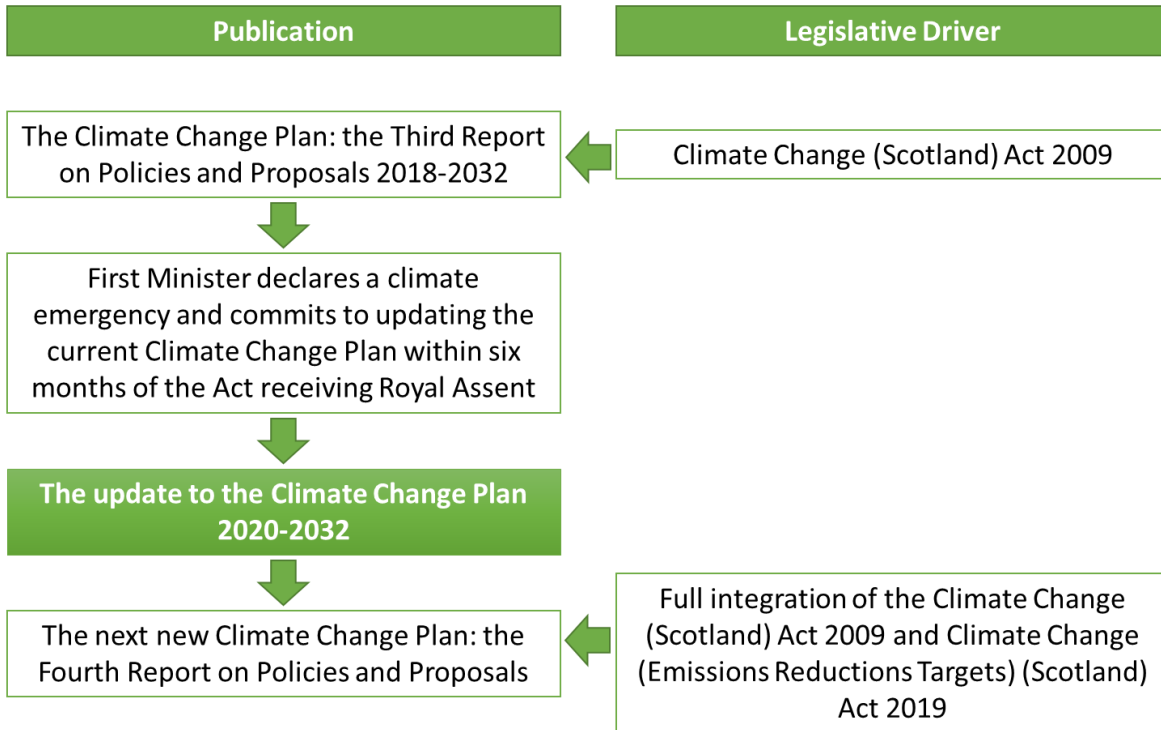 Publication
Legislative Driver
The Climate Change Plan: the Third Report
on Policies and Proposals 2018-2032
Climate Change (Scotland) Act 2009
First Minister declares a climate
emergency and commits to updating the
current Climate Change Plan within six
months of the Act receiving Royal Assent
The update to the Climate Change Plan
2020-2032
The next new Climate Change Plan: the
Fourth Report on Policies and Proposals
Full integration of the Climate Change
(Scotland) Act 2009 and Climate Change
(Emissions Reductions Targets) (Scotland)
Act 2019